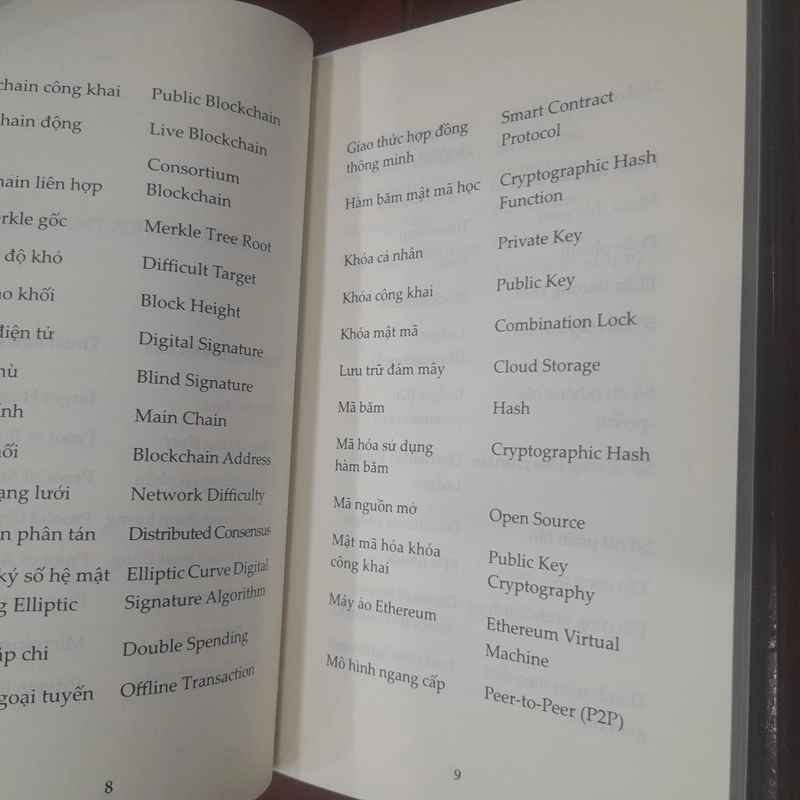 chain công khai Public Blockchain
hain động Live Blockchain
Consortium
hain liên hợp Blockchain
erkle gốc Merkle Tree Root
độ khó Difficult Target
ao khối Block Height
điện tử Digital Signature
hù Blind Signature
ính Main Chain
hối Blockchain Address
ạng lưới Network Difficulty
n phân tán Distributed Consensus
ký số hệ mật Elliptic Curve Digital
g Elliptic Signature Algorithm
ặp chi Double Spending
goại tuyến Offline Transaction
8
Giao thức hợp đồng Smart Contract
thông minh Protocol
Hàm băm mật mã học Cryptographic Hash
Function
Khóa cá nhân Private Key
Khóa công khai Public Key
Khóa mật mã Combination Lock
Lưu trữ đám mây Cloud Storage
Mã băm Hash
Mã hóa sử dụng Cryptographic Hash
hàm băm
Mã nguồn mở Open Source
Mật mã hóa khóa Public Key
công khai Cryptography
Máy ảo Ethereum Ethereum Virtual
Machine
Mô hình ngang cấp Peer-to-Peer (P2P)
9